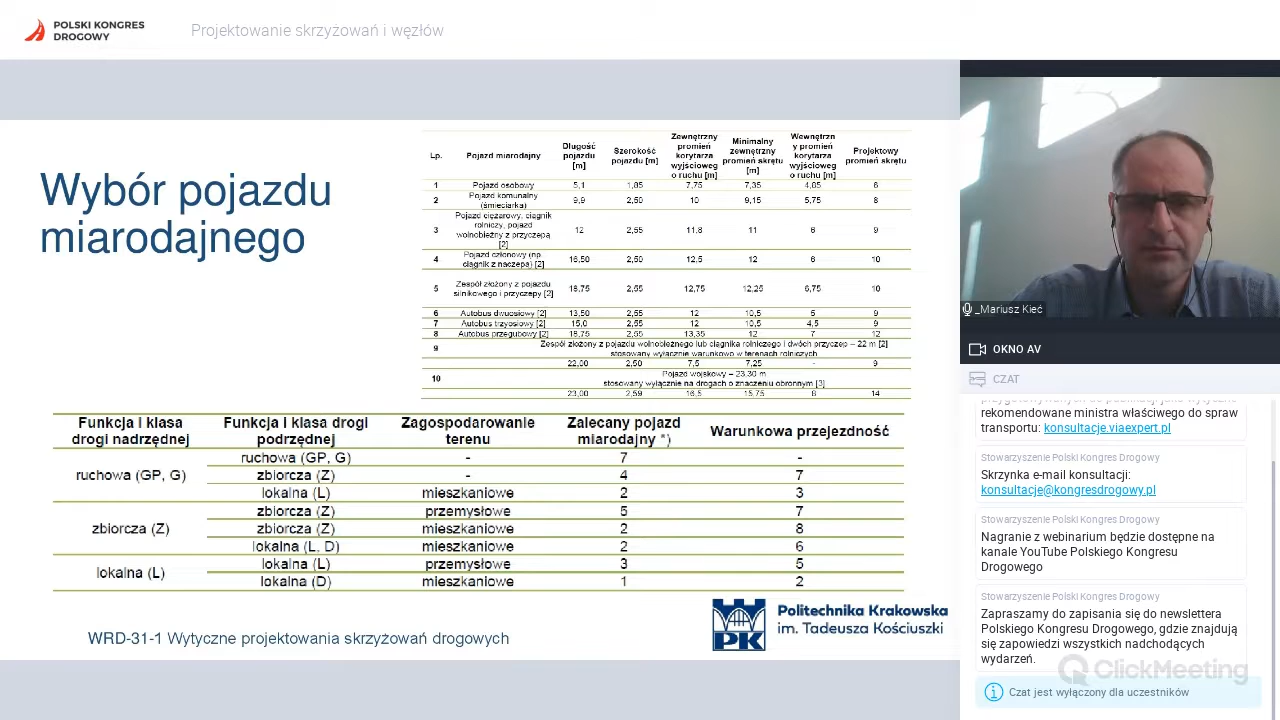 POLSKI KONGRES
DROGOWY
Projektowanie skrzyżowań i węzłów
Wybór pojazdu
miarodajnego
Lp. Pojazd miarodajny Długość pojazdu [m] Szerokość pojazdu [m] Zewnętrzny promień korytarza wyjściowego ruchu [m] Minimalny zewnętrzny promień skrętu [m] Wewnętrzny promień korytarza wyjściowego ruchu [m] Projektowy promień skrętu
1 Pojazd osobowy 5,1 1,85 7,75 7,35 4,05 6
2 Pojazd komunalny (śmieciarka) 9,9 2,50 10 9,15 5,75 8
3 Pojazd ciężarowy, ciągnik rolniczy, pojazd wolnobieżny z przyczepą [2] 12 2,55 11,8 11 6 9
4 Pojazd członowy (np. ciągnik z naczepą) [2] 16,50 2,50 12,5 12 6 10
5 Zespół złożony z pojazdu silnikowego i przyczepy [2] 18,75 2,55 12,75 12,25 6,75 10
6 Autobus dwuosiowy [2] 13,50 2,55 12 10,5 5 9
7 Autobus trzyosiowy [2] 15,0 2,55 12 10,5 4,5 9
8 Autobus przegubowy [2] 18,75 2,55 13,35 12 7 12
9 Zespół złożony z pojazdu wolnobieżnego lub ciągnika rolniczego i dwóch przyczep – 22 m [2]
stosowany wyłącznie warunkowo w terenach rolniczych
22,00 2,50 7,5 7,25 - 9
10 Pojazd wojskowy – 23,30 m
stosowany wyłącznie na drogach o znaczeniu obronnym [3]
23,00 2,59 16,5 15,75 8 14
Funkcja i klasa drogi nadrzędnej Funkcja i klasa drogi podrzędnej Zagospodarowanie terenu Zalecany pojazd miarodajny *) Warunkowa przejezdność
ruchowa (GP, G) ruchowa (GP, G) - 7 -
zbiorcza (Z) - 4 7
lokalna (L) mieszkaniowe 2 3
zbiorcza (Z) zbiorcza (Z) przemysłowe 5 7
zbiorcza (Z) mieszkaniowe 2 8
lokalna (L, D) mieszkaniowe 2 6
lokalna (L) lokalna (L) przemysłowe 3 5
lokalna (D) mieszkaniowe 1 2
WRD-31-1 Wytyczne projektowania skrzyżowań drogowych
PK
Politechnika Krakowska
im. Tadeusza Kościuszki
_Mariusz Kieć
OKNO AV
CZAT
rekomendowane ministra właściwego do spraw
transportu: konsultacje.viaexpert.pl
Stowarzyszenie Polski Kongres Drogowy
Skrzynka e-mail konsultacji:
konsultacje@kongresdrogowy.pl
Stowarzyszenie Polski Kongres Drogowy
Nagranie z webinarium będzie dostępne na
kanale YouTube Polskiego Kongresu
Drogowego
Stowarzyszenie Polski Kongres Drogowy
Zapraszamy do zapisania się do newslettera
Polskiego Kongresu Drogowego, gdzie znajdują
się zapowiedzi wszystkich nadchodzących
wydarzeń.
ClickMeeting
Czat jest wyłączony dla uczestników